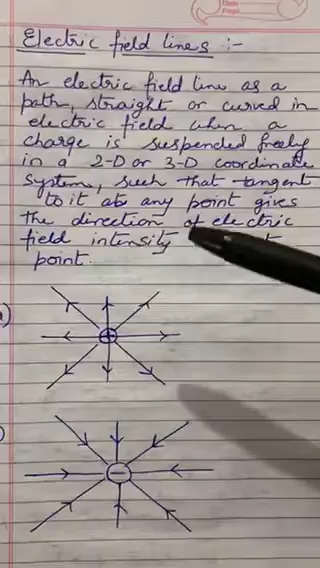 Electric field lines :-
An electric field line as a
path, straight or curved in
electric field when a
charge is suspended freely
in a 2-D or 3-D coordinate
system, such that tangent
to it at any point gives
the direction of electric
field intensity
point.
+
-